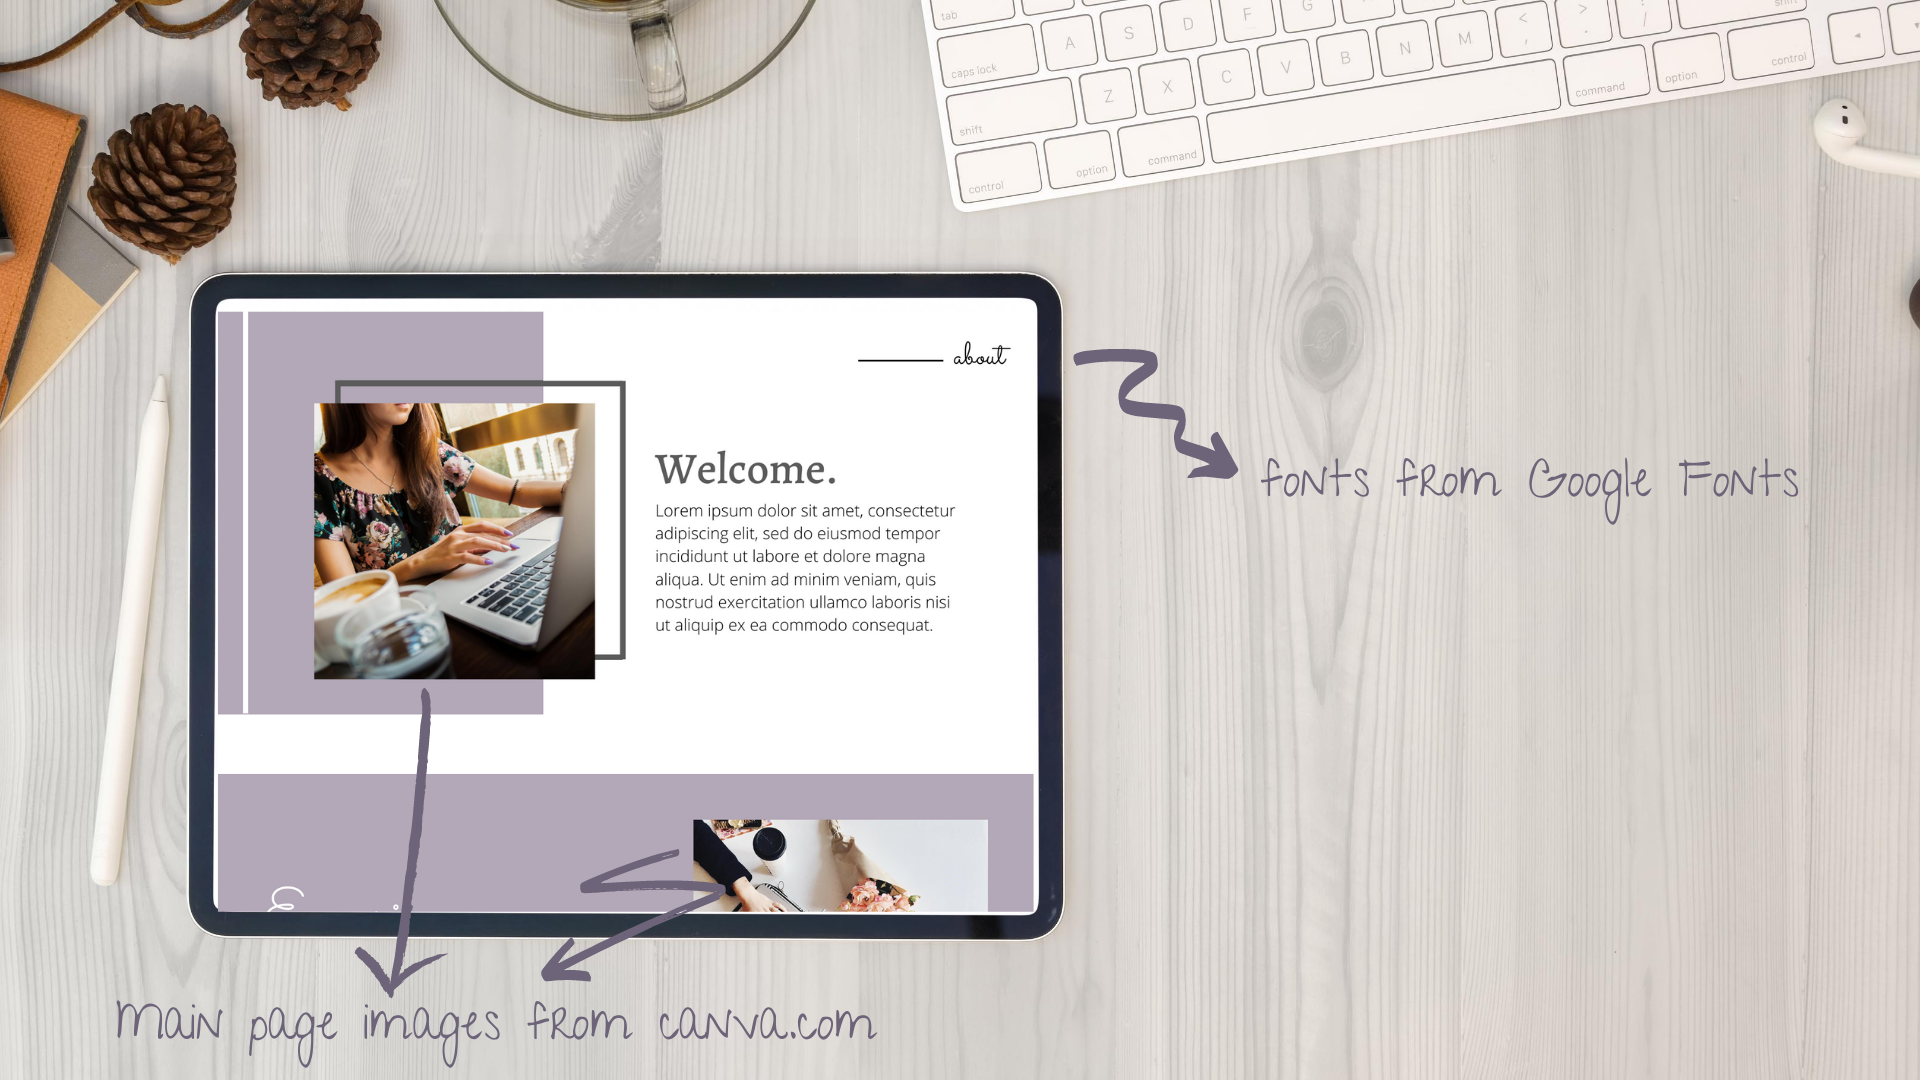 tab
A S D F G
caps lock
Z X C V B N M < , > . ? /
shift
shift
control option command
command option control
about
Welcome.
Lorem ipsum dolor sit amet, consectetur
adipiscing elit, sed do eiusmod tempor
incididunt ut labore et dolore magna
aliqua. Ut enim ad minim veniam, quis
nostrud exercitation ullamco laboris nisi
ut aliquip ex ea commodo consequat.
fonts from Google Fonts
Main page images from canva.com